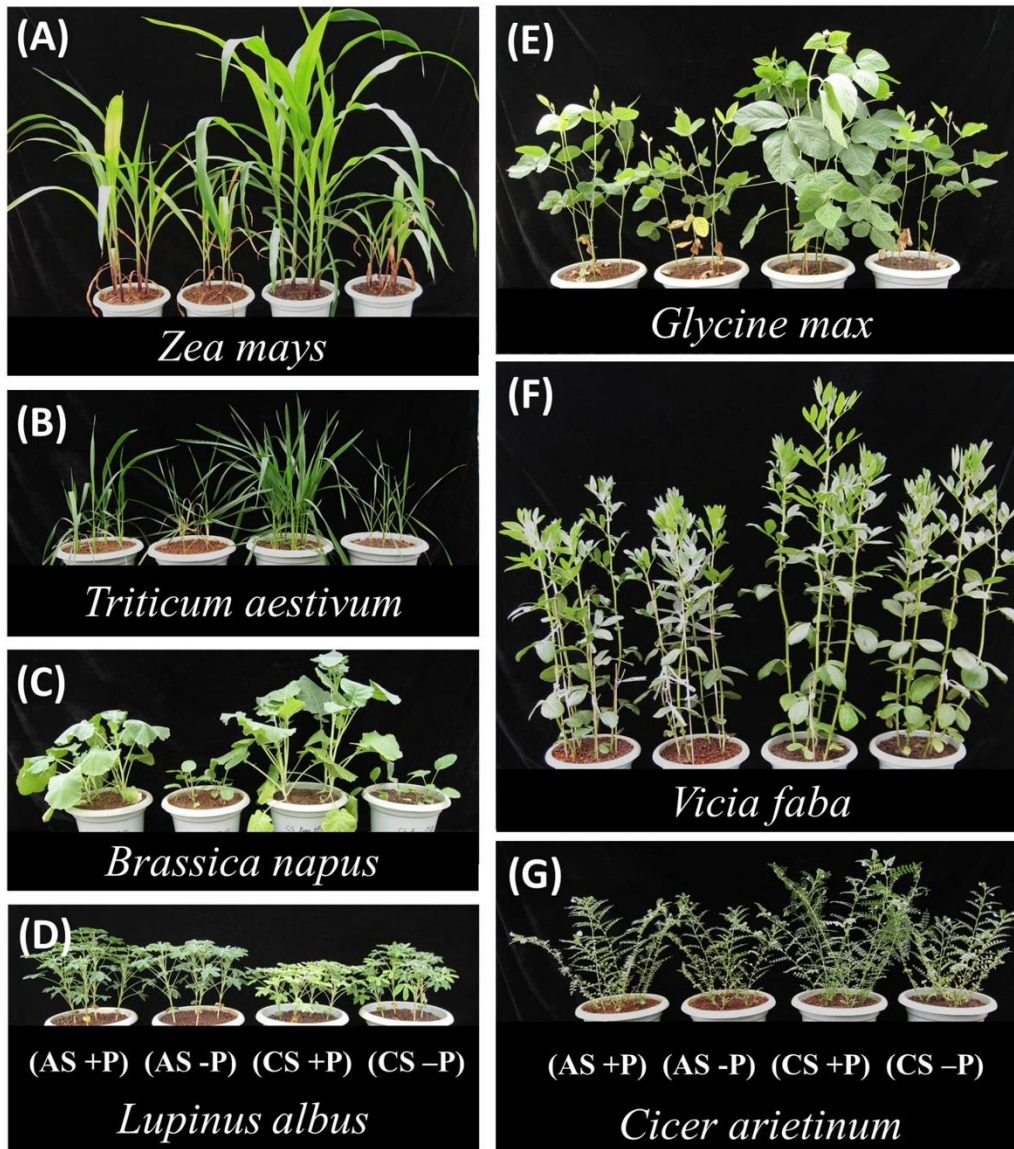 (A)
Zea mays
(B)
Triticum aestivum
(C)
Brassica napus
(D)
(AS +P) (AS -P) (CS +P) (CS –P)
Lupinus albus
(E)
Glycine max
(F)
Vicia faba
(G)
(AS +P) (AS -P) (CS +P) (CS –P)
Cicer arietinum